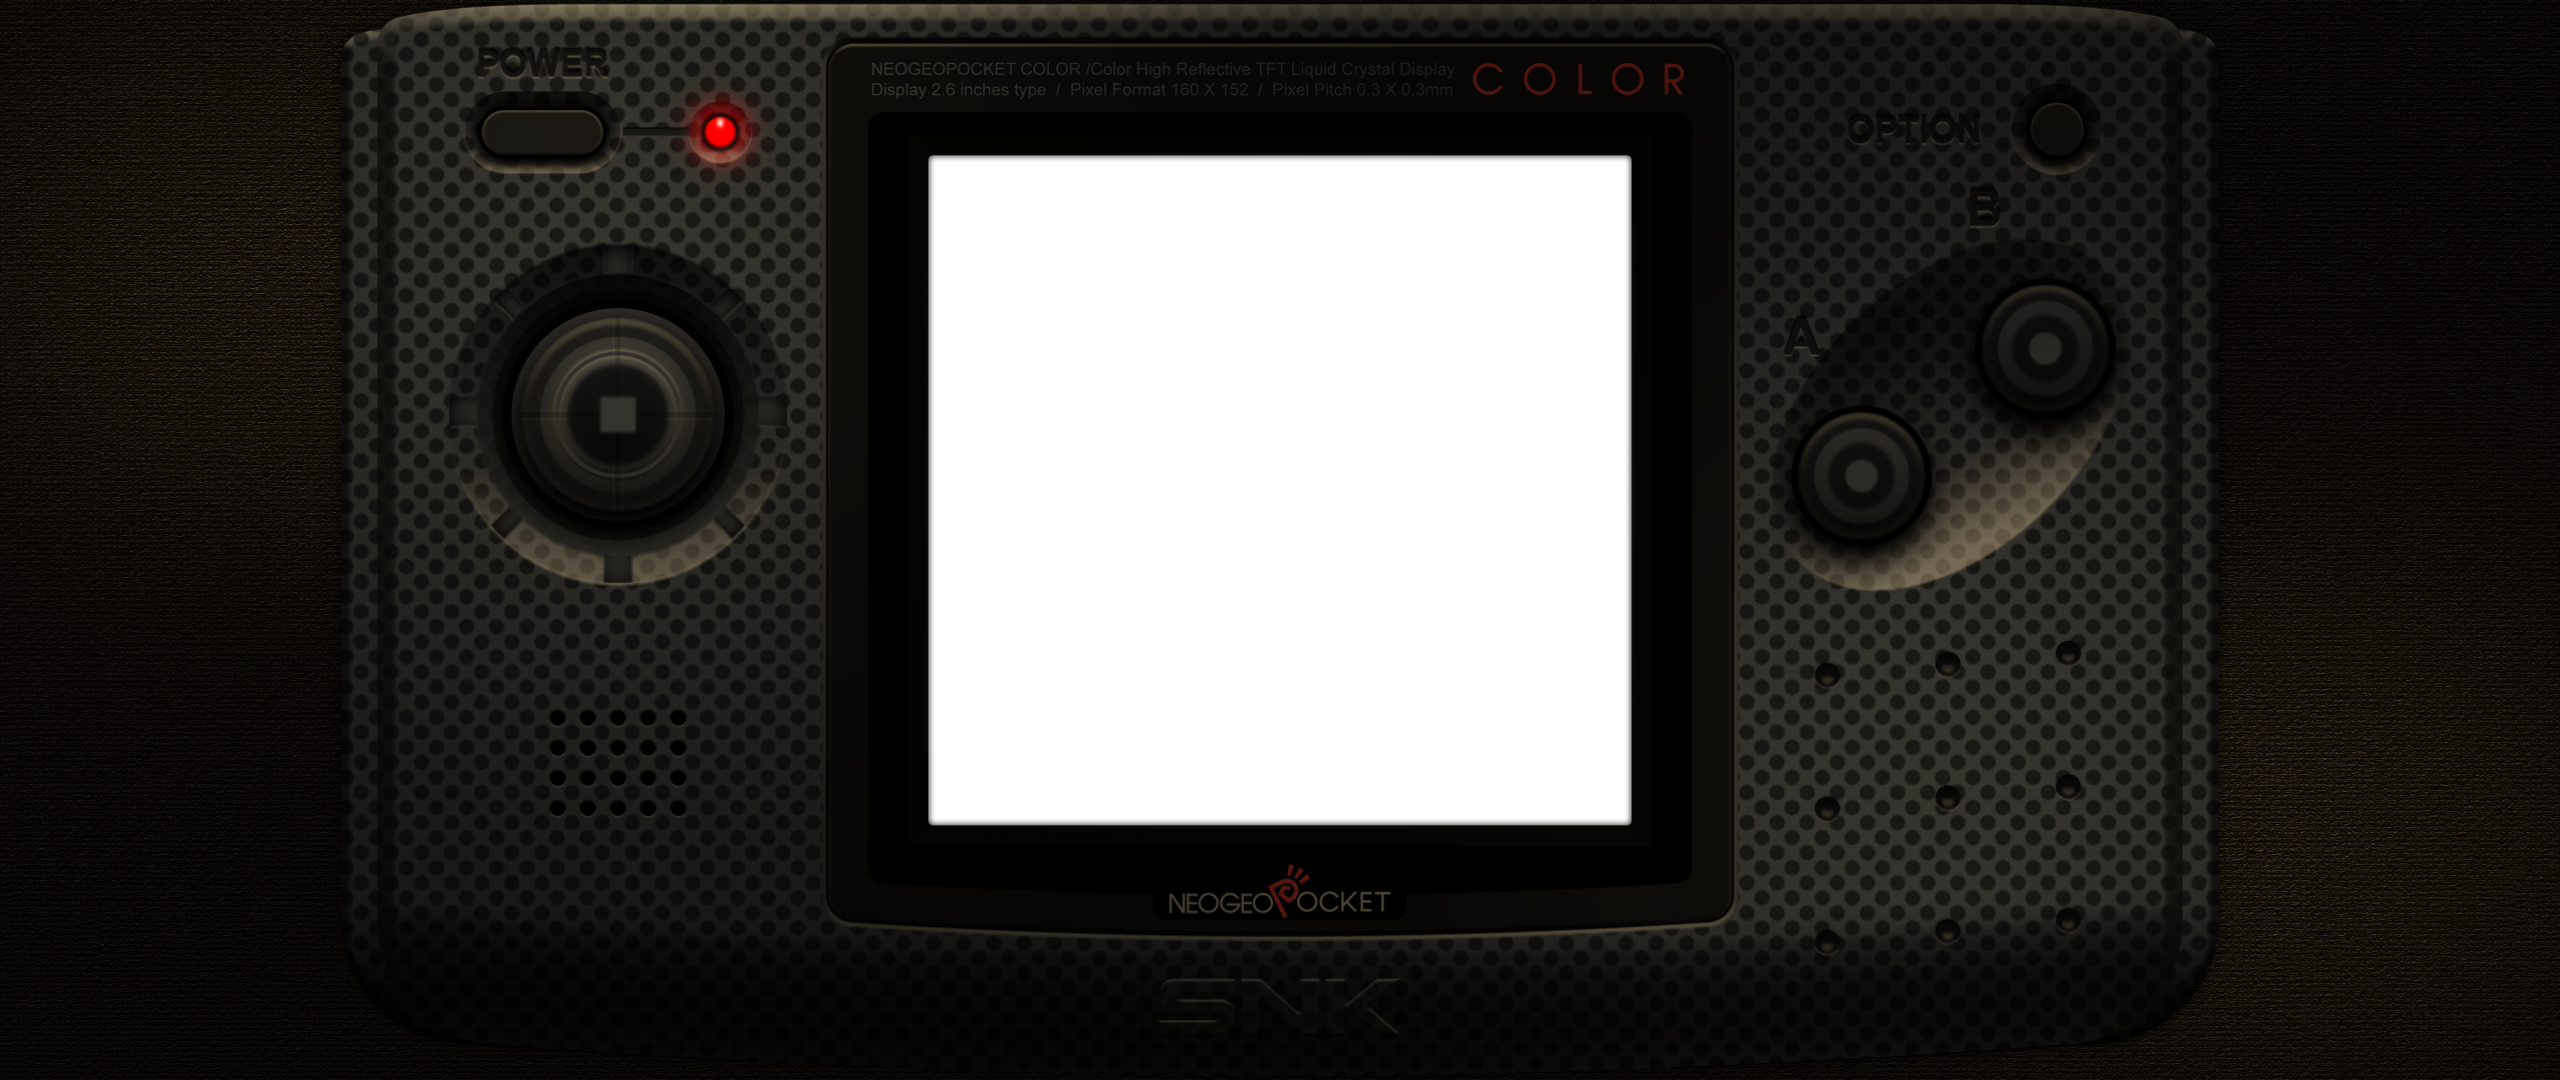 POWER
NEOGEOPOCKET COLOR /Color High Reflective TFT Liquid Crystal Display
Display 2.6 inches type / Pixel Format 160 X 152 / Pixel Pitch 0.3 X 0.3mm
COLOR
OPTION
B
A
NEOGEOPOCKET
SNK